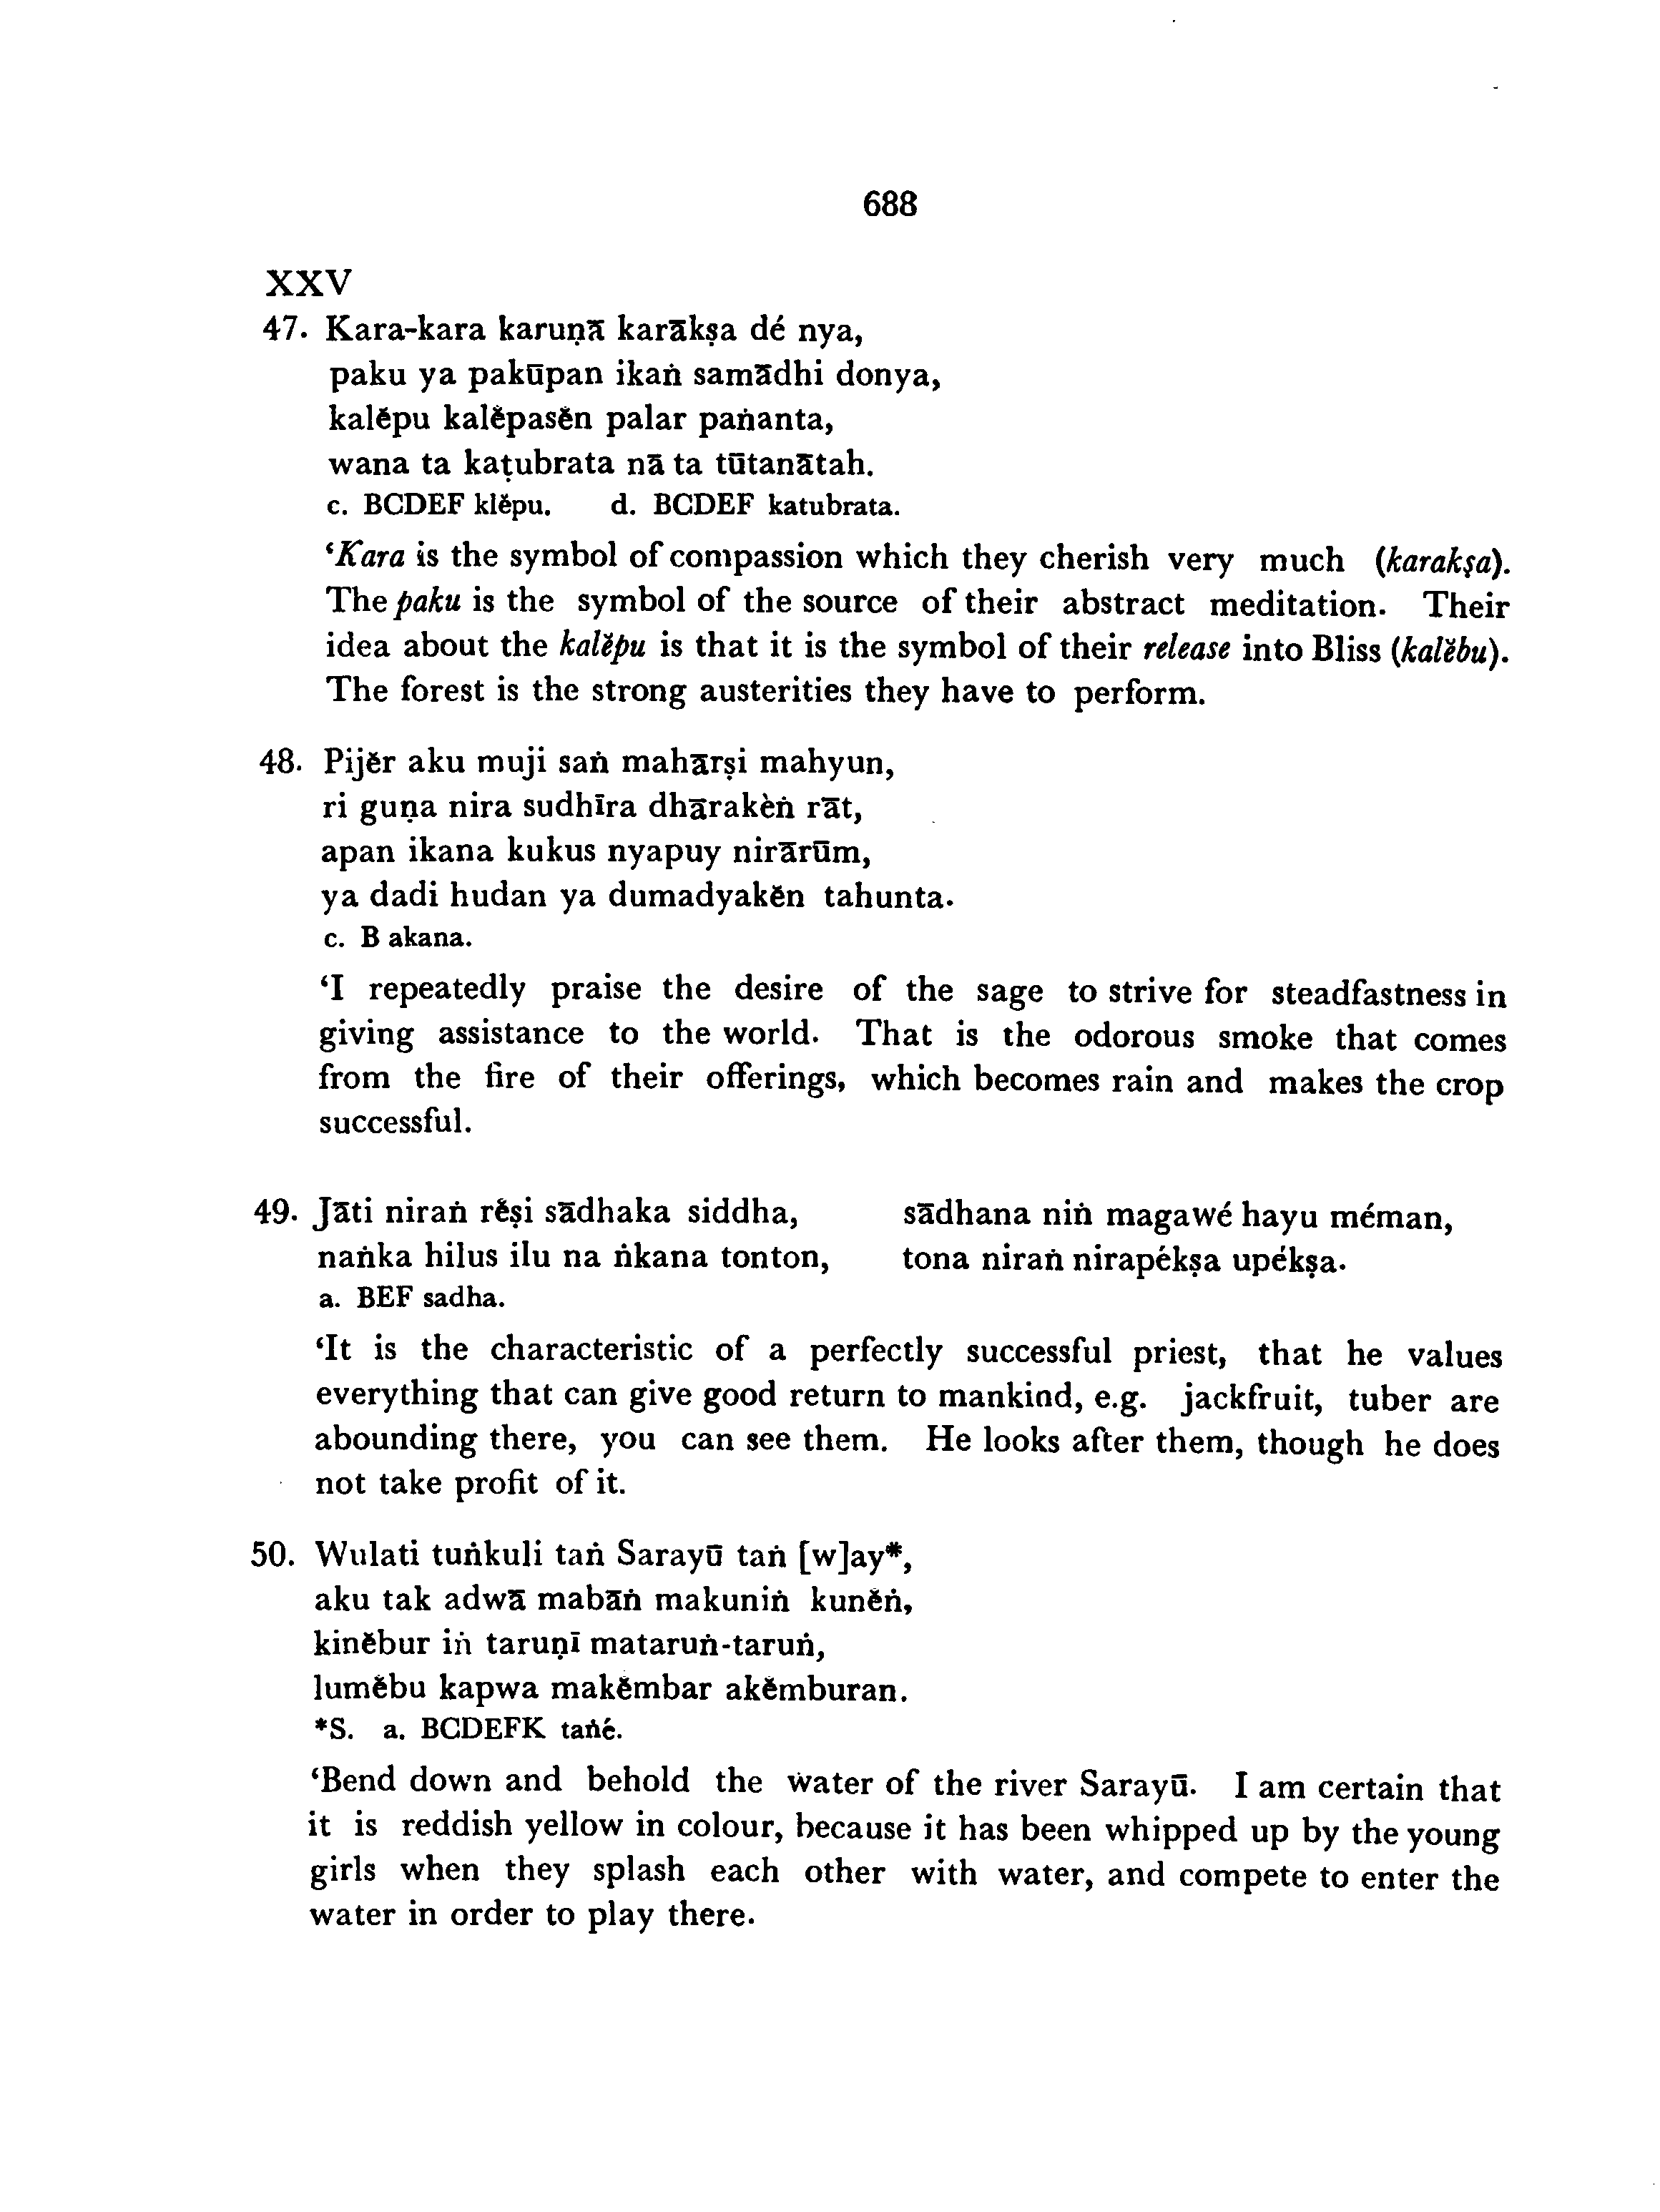 688
XXV
47. Kara-kara karuṇā karākṣa dé nya,
paku ya pakūpan ikaṅ samādhi donya,
kalĕpu kalĕpasĕn palar paṅanta,
wana ta kaṭubrata nā ta tūtanātah.
c. BCDEF klĕpu. d. BCDEF katubrata.
‘Kara is the symbol of compassion which they cherish very much (karakṣa).
The paku is the symbol of the source of their abstract meditation. Their
idea about the kalĕpu is that it is the symbol of their release into Bliss (kalĕbu).
The forest is the strong austerities they have to perform.
48. Pijĕr aku muji saṅ mahārṣi mahyun,
ri guṇa nira sudhīra dhārakèṅ rāt,
apan ikana kukus nyapuy nirārūm,
ya dadi hudan ya dumadyakĕn tahunta.
c. B akana.
‘I repeatedly praise the desire of the sage to strive for steadfastness in
giving assistance to the world. That is the odorous smoke that comes
from the fire of their offerings, which becomes rain and makes the crop
successful.
49. Jāti niraṅ rĕṣi sādhaka siddha, sādhana niṅ magawé hayu méman,
naṅka hilus ilu na ṅkana tonton, tona niraṅ nirapékṣa upékṣa.
a. BEF sadha.
‘It is the characteristic of a perfectly successful priest, that he values
everything that can give good return to mankind, e.g. jackfruit, tuber are
abounding there, you can see them. He looks after them, though he does
not take profit of it.
50. Wulati tuṅkuli taṅ Sarayū taṅ [w]ay*,
aku tak adwā mabāṅ makuniṅ kunĕṅ,
kinĕbur iṅ taruṇī mataruṅ-taruṅ,
lumĕbu kapwa makĕmbar akĕmburan.
*S. a. BCDEFK taṅé.
‘Bend down and behold the water of the river Sarayū. I am certain that
it is reddish yellow in colour, because it has been whipped up by the young
girls when they splash each other with water, and compete to enter the
water in order to play there.